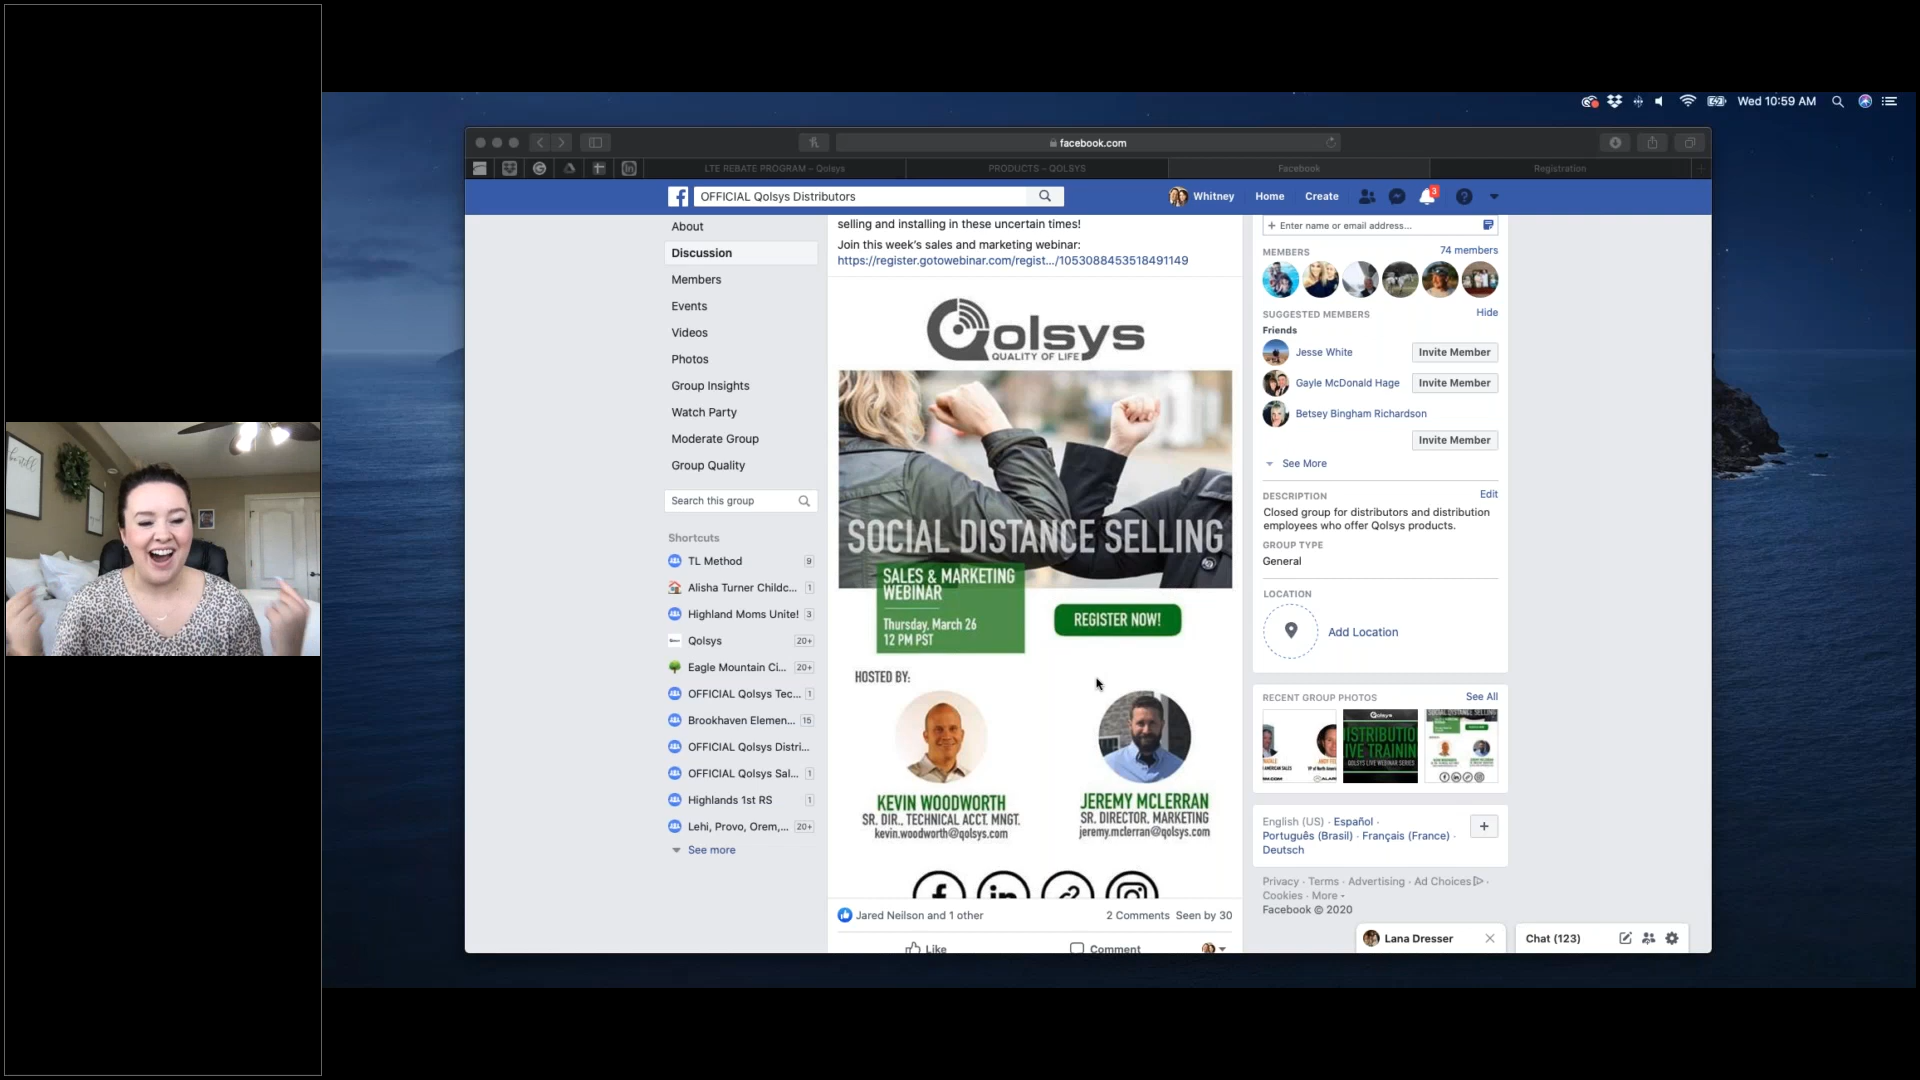 Wed 10:59 AM
facebook.com
LTE REBATE PROGRAM – Qolsys
PRODUCTS – QOLSYS
Facebook
Registration
OFFICIAL Qolsys Distributors
Whitney
Home
Create
3
About
Discussion
Members
Events
Videos
Photos
Group Insights
Watch Party
Moderate Group
Group Quality
Search this group
Shortcuts
TL Method 9
Alisha Turner Childc... 1
Highland Moms Unite! 3
Qolsys 20+
Eagle Mountain Ci... 20+
OFFICIAL Qolsys Tec... 1
Brookhaven Elemen... 15
OFFICIAL Qolsys Distri...
OFFICIAL Qolsys Sal... 1
Highlands 1st RS 1
Lehi, Provo, Orem,... 20+
See more
selling and installing in these uncertain times!
Join this week's sales and marketing webinar:
https://register.gotowebinar.com/regist.../1053088453518491149
Qolsys
QUALITY OF LIFE
SOCIAL DISTANCE SELLING
SALES & MARKETING
WEBINAR
Thursday, March 26
12 PM PST
REGISTER NOW!
HOSTED BY:
KEVIN WOODWORTH
SR. DIR., TECHNICAL ACCT. MNGT.
kevin.woodworth@qolsys.com
JEREMY MCLERRAN
SR. DIRECTOR, MARKETING
jeremy.mclerran@qolsys.com
Jared Neilson and 1 other
2 Comments Seen by 30
Like
Comment
+ Enter name or email address...
MEMBERS
74 members
SUGGESTED MEMBERS
Hide
Friends
Jesse White
Invite Member
Gayle McDonald Hage
Invite Member
Betsey Bingham Richardson
Invite Member
See More
DESCRIPTION
Edit
Closed group for distributors and distribution
employees who offer Qolsys products.
GROUP TYPE
General
LOCATION
Add Location
RECENT GROUP PHOTOS
See All
English (US) · Español ·
Português (Brasil) · Français (France) ·
Deutsch
Privacy · Terms · Advertising · Ad Choices ·
Cookies · More
Facebook © 2020
Lana Dresser
Chat (123)